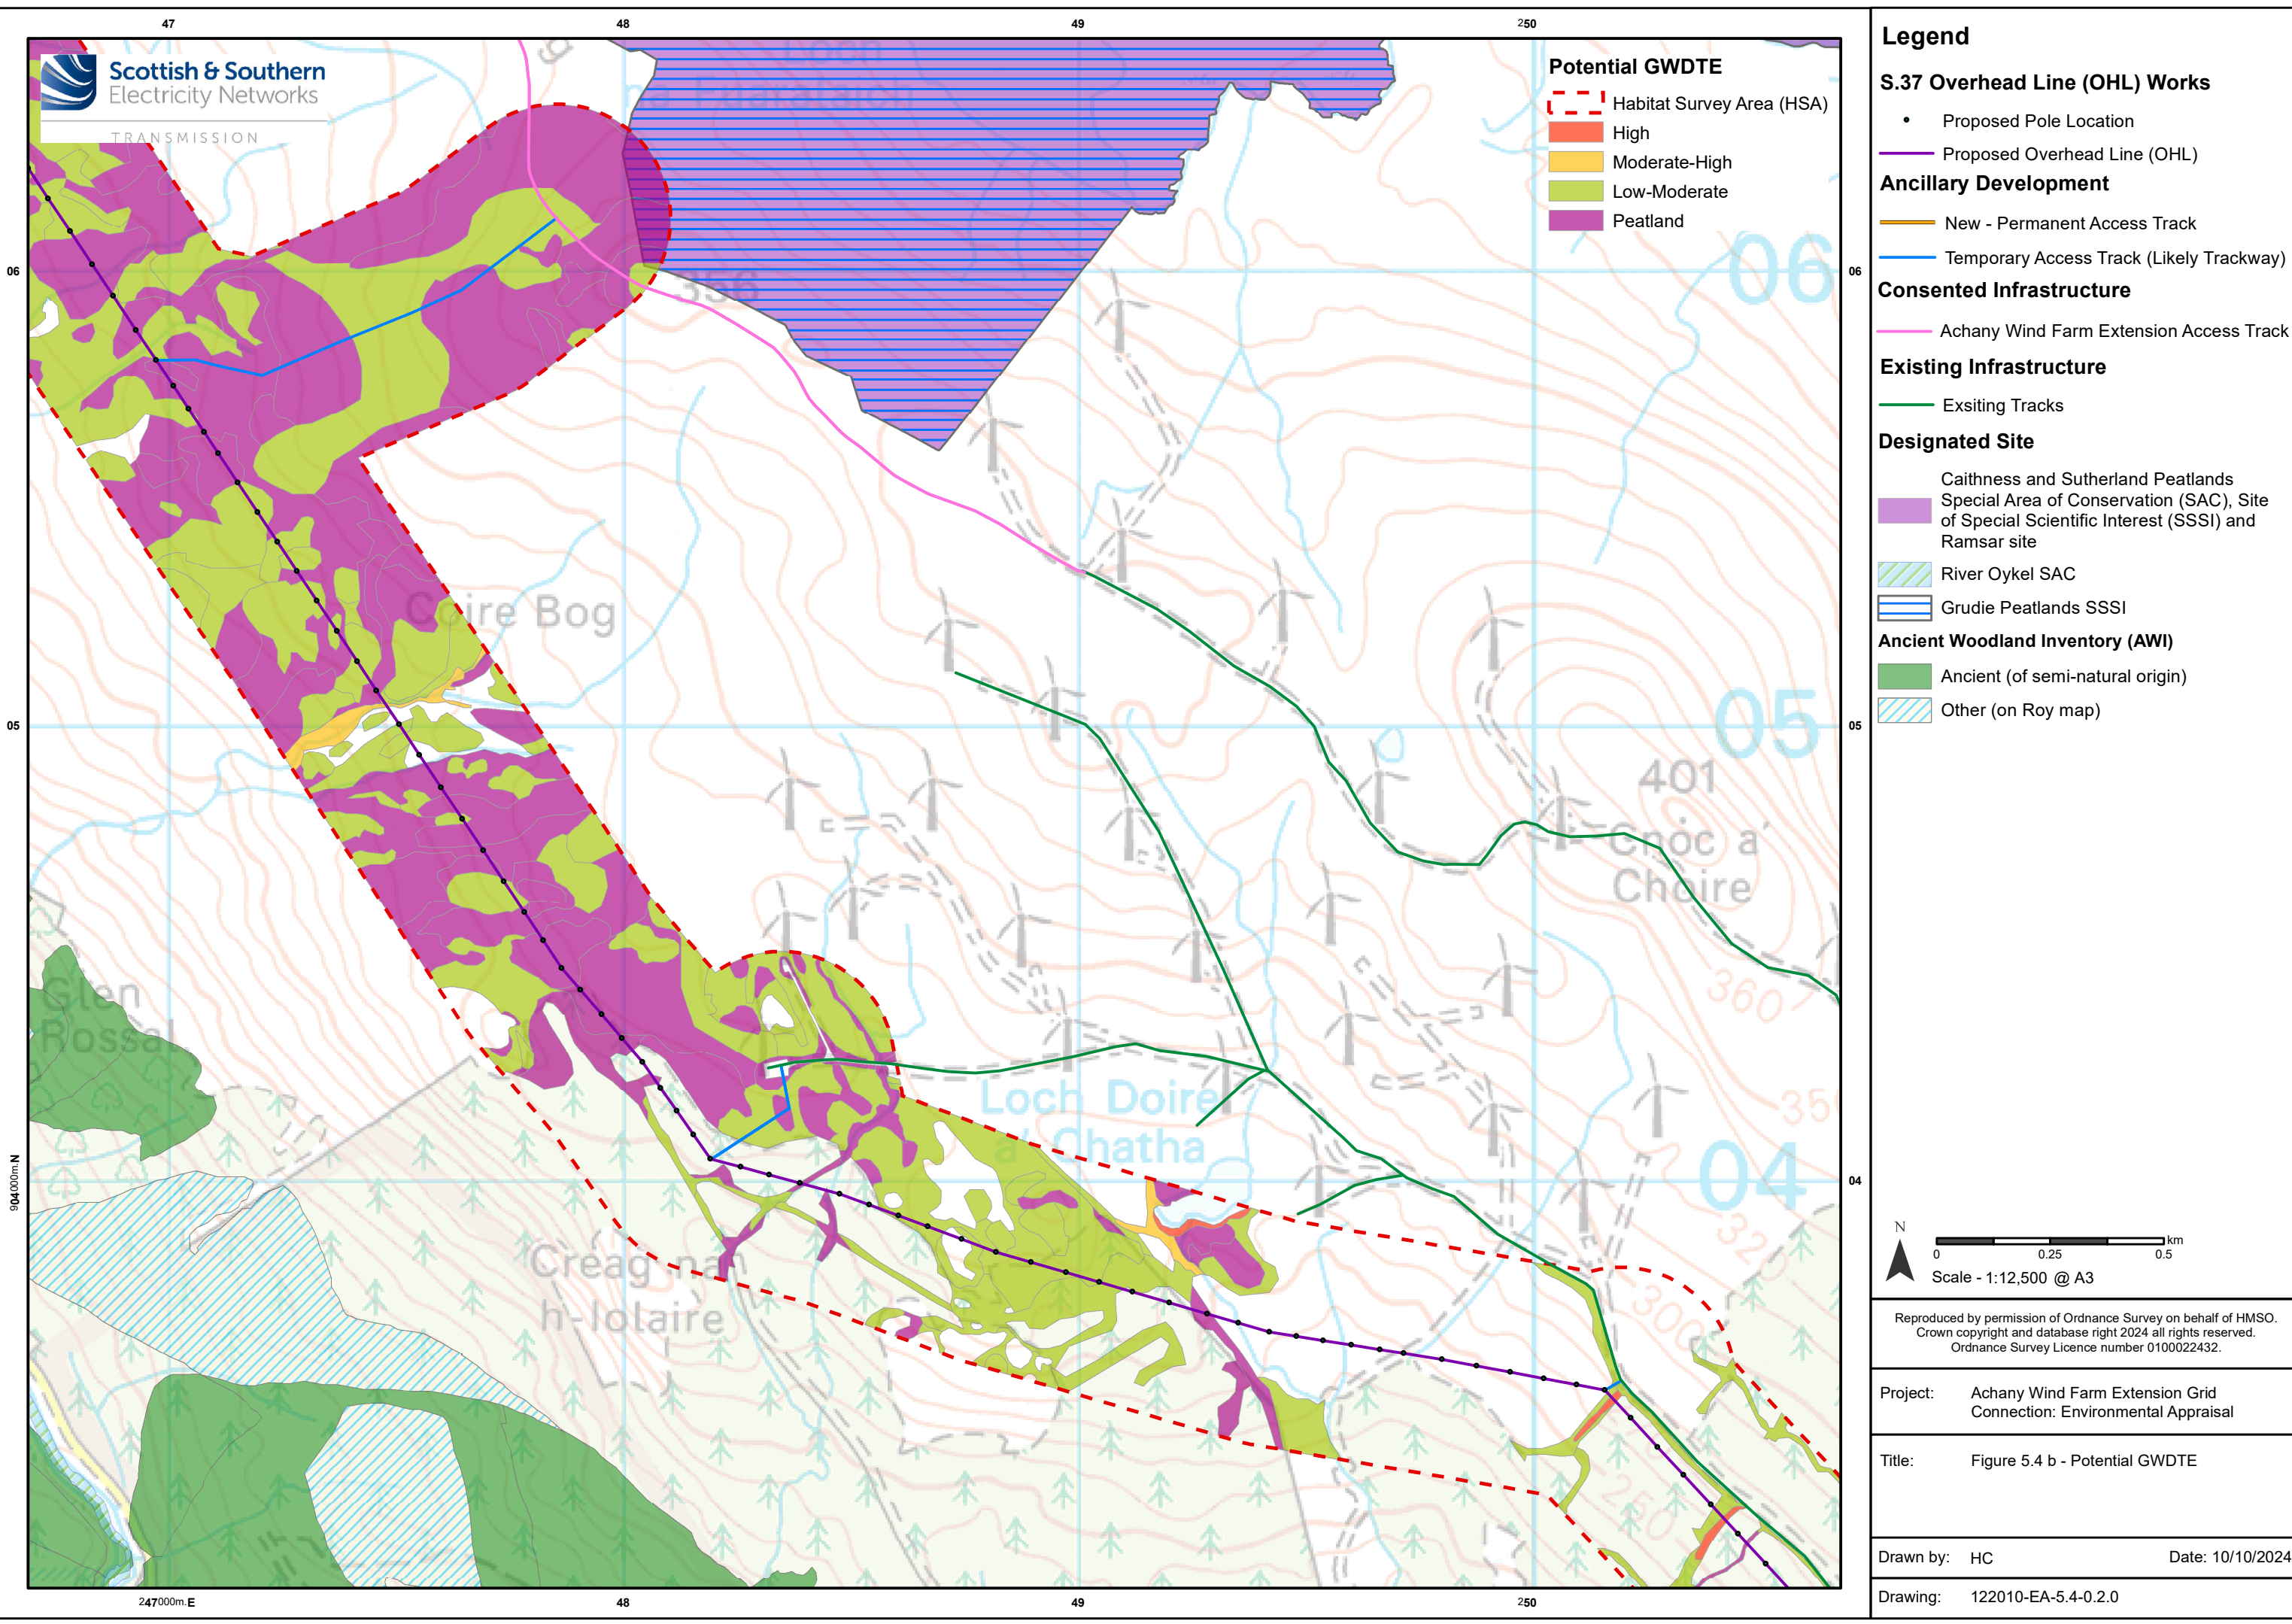 47
48
49
250
Scottish & Southern
Electricity Networks
TRANSMISSION
Loch
na Fuaralaich
Potential GWDTE
Habitat Survey Area (HSA)
High
Moderate-High
Low-Moderate
Peatland
06
06
06
356
Coire Bog
05
05
05
401
Cnoc a'
Choire
360
Glen
Rossal
Loch Doire
a' Chatha
350
04
04
904000m.N
Creag na
h-Iolaire
300
250
247000m.E
48
49
250
Legend
S.37 Overhead Line (OHL) Works
Proposed Pole Location
Proposed Overhead Line (OHL)
Ancillary Development
New - Permanent Access Track
Temporary Access Track (Likely Trackway)
Consented Infrastructure
Achany Wind Farm Extension Access Track
Existing Infrastructure
Exsiting Tracks
Designated Site
Caithness and Sutherland Peatlands
Special Area of Conservation (SAC), Site
of Special Scientific Interest (SSSI) and
Ramsar site
River Oykel SAC
Grudie Peatlands SSSI
Ancient Woodland Inventory (AWI)
Ancient (of semi-natural origin)
Other (on Roy map)
N
km
0 0.25 0.5
Scale - 1:12,500 @ A3
Reproduced by permission of Ordnance Survey on behalf of HMSO.
Crown copyright and database right 2024 all rights reserved.
Ordnance Survey Licence number 0100022432.
Project: Achany Wind Farm Extension Grid
Connection: Environmental Appraisal
Title: Figure 5.4 b - Potential GWDTE
Drawn by: HC Date: 10/10/2024
Drawing: 122010-EA-5.4-0.2.0